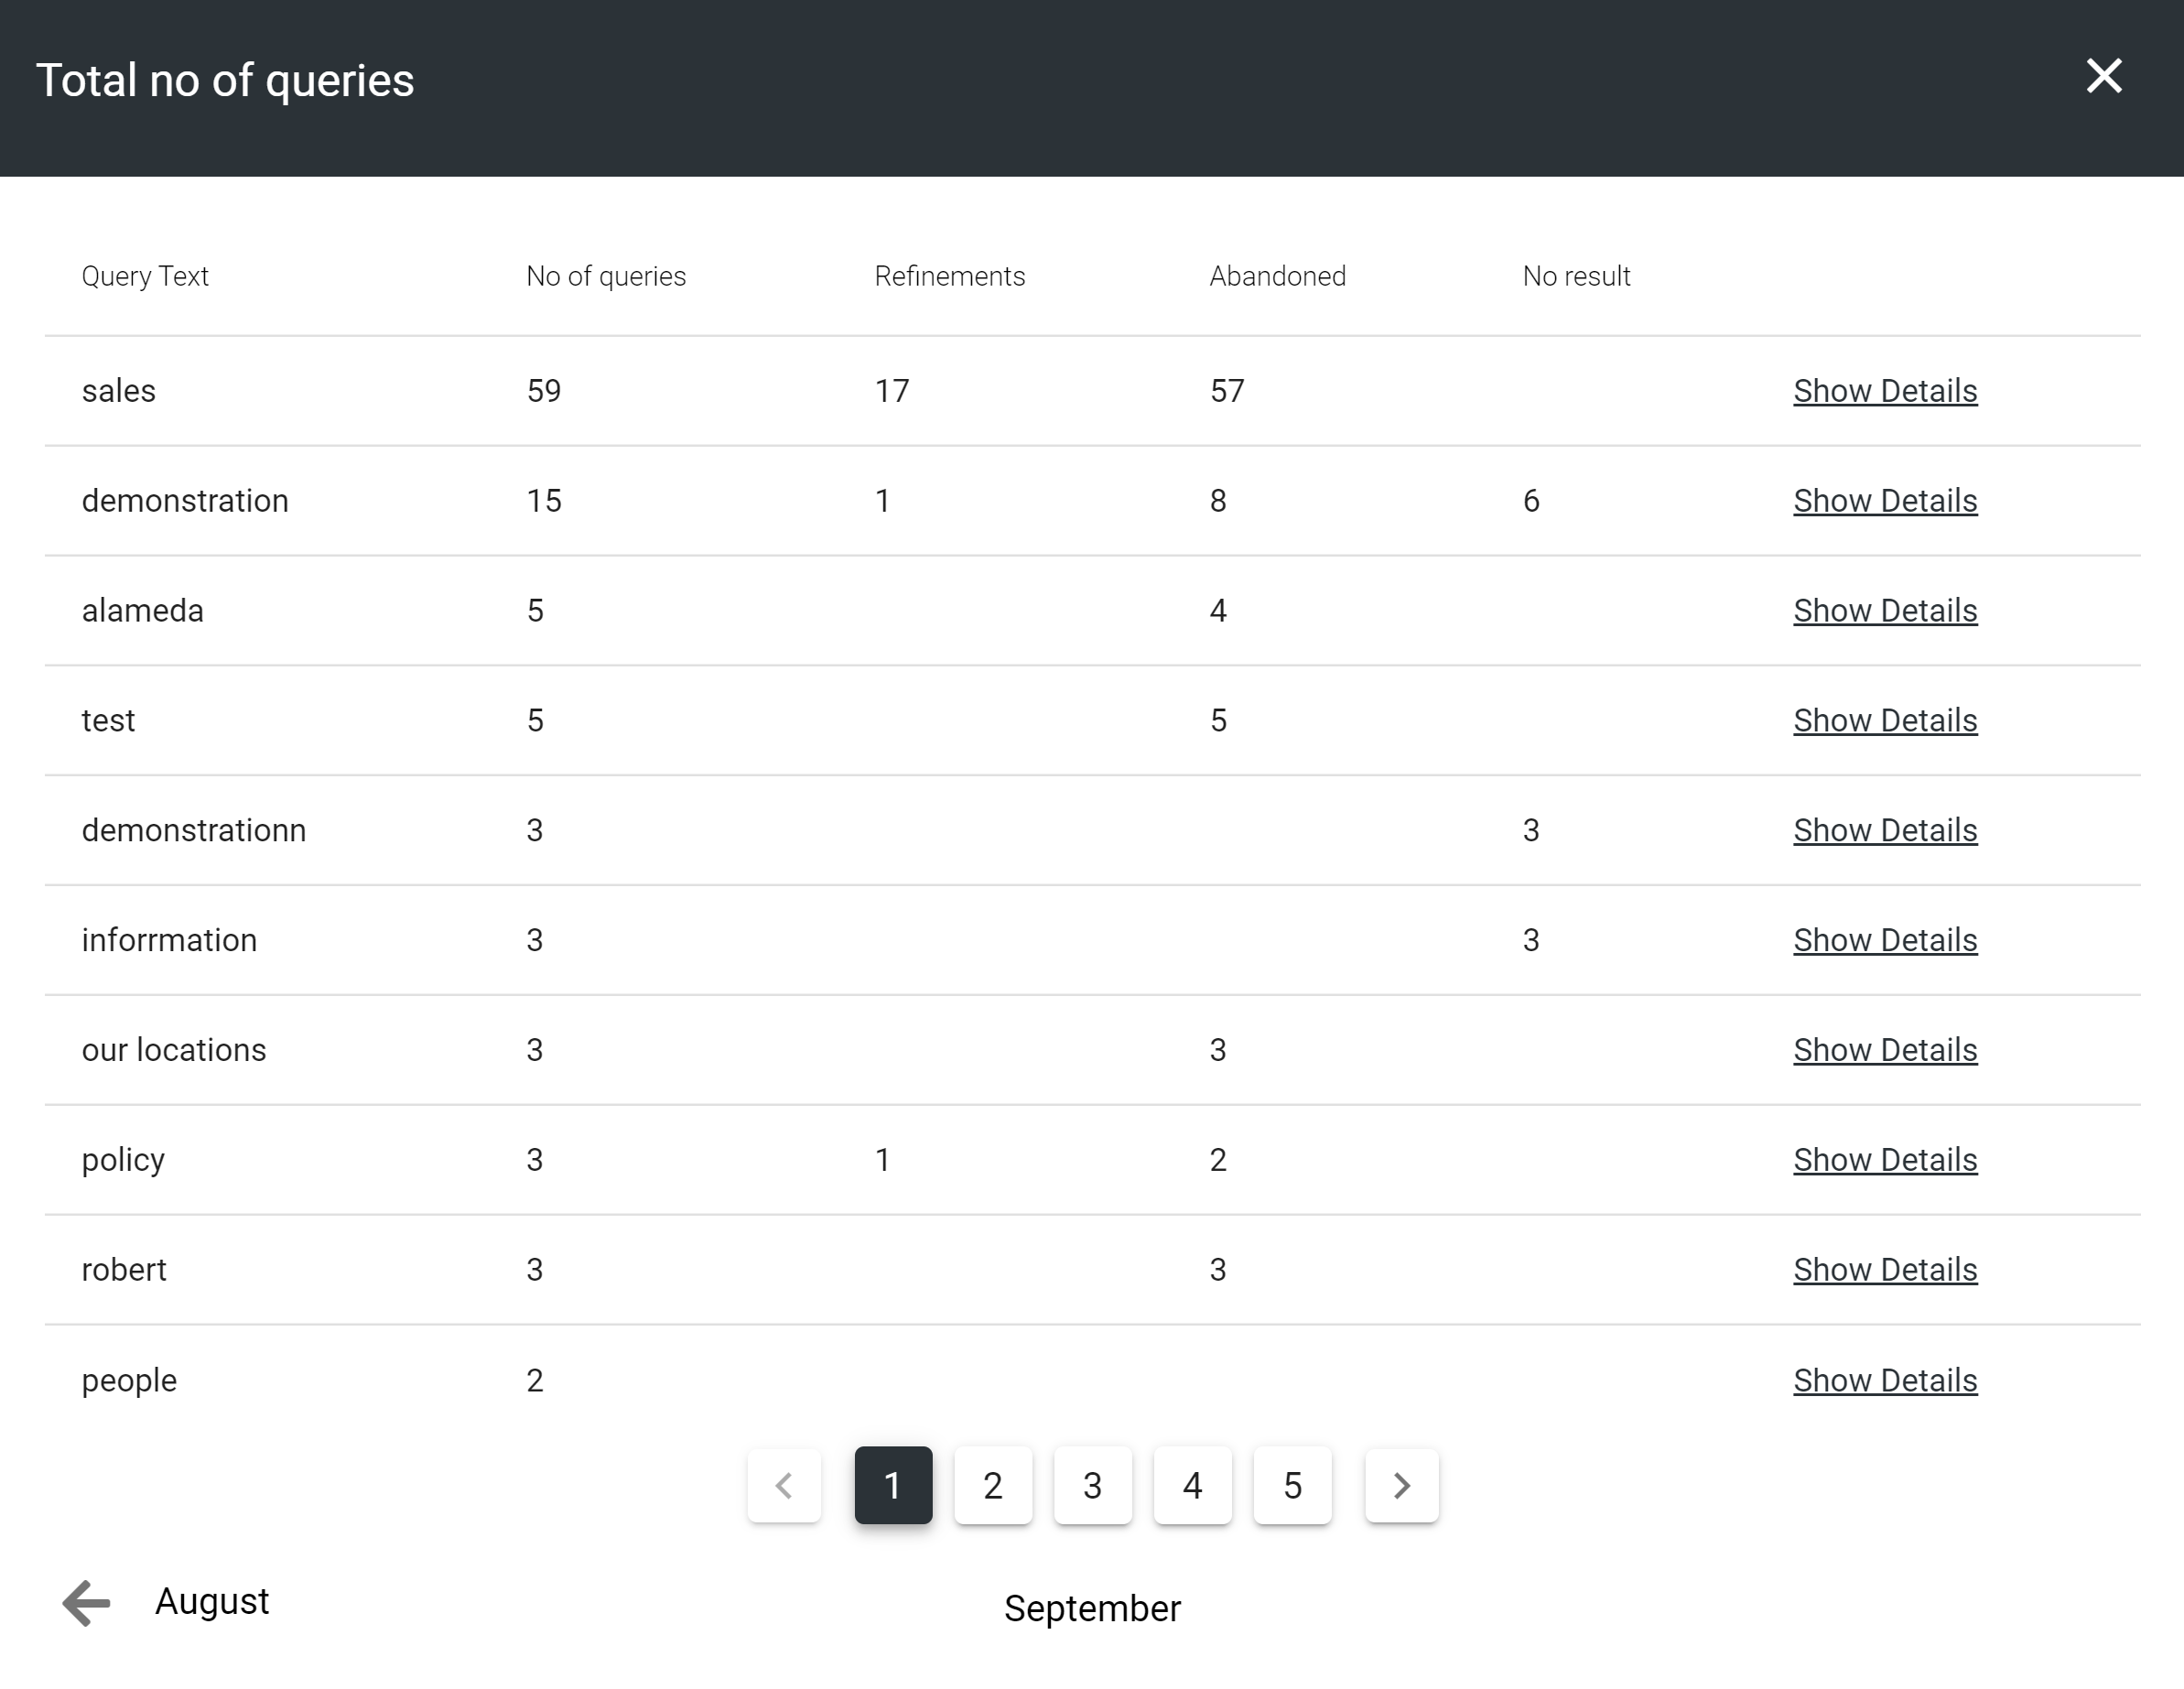 Total no of queries
Query Text No of queries Refinements Abandoned No result
sales 59 17 57 Show Details
demonstration 15 1 8 6 Show Details
alameda 5 4 Show Details
test 5 5 Show Details
demonstrationn 3 3 Show Details
inforrmation 3 3 Show Details
our locations 3 3 Show Details
policy 3 1 2 Show Details
robert 3 3 Show Details
people 2 Show Details
1 2 3 4 5
August September